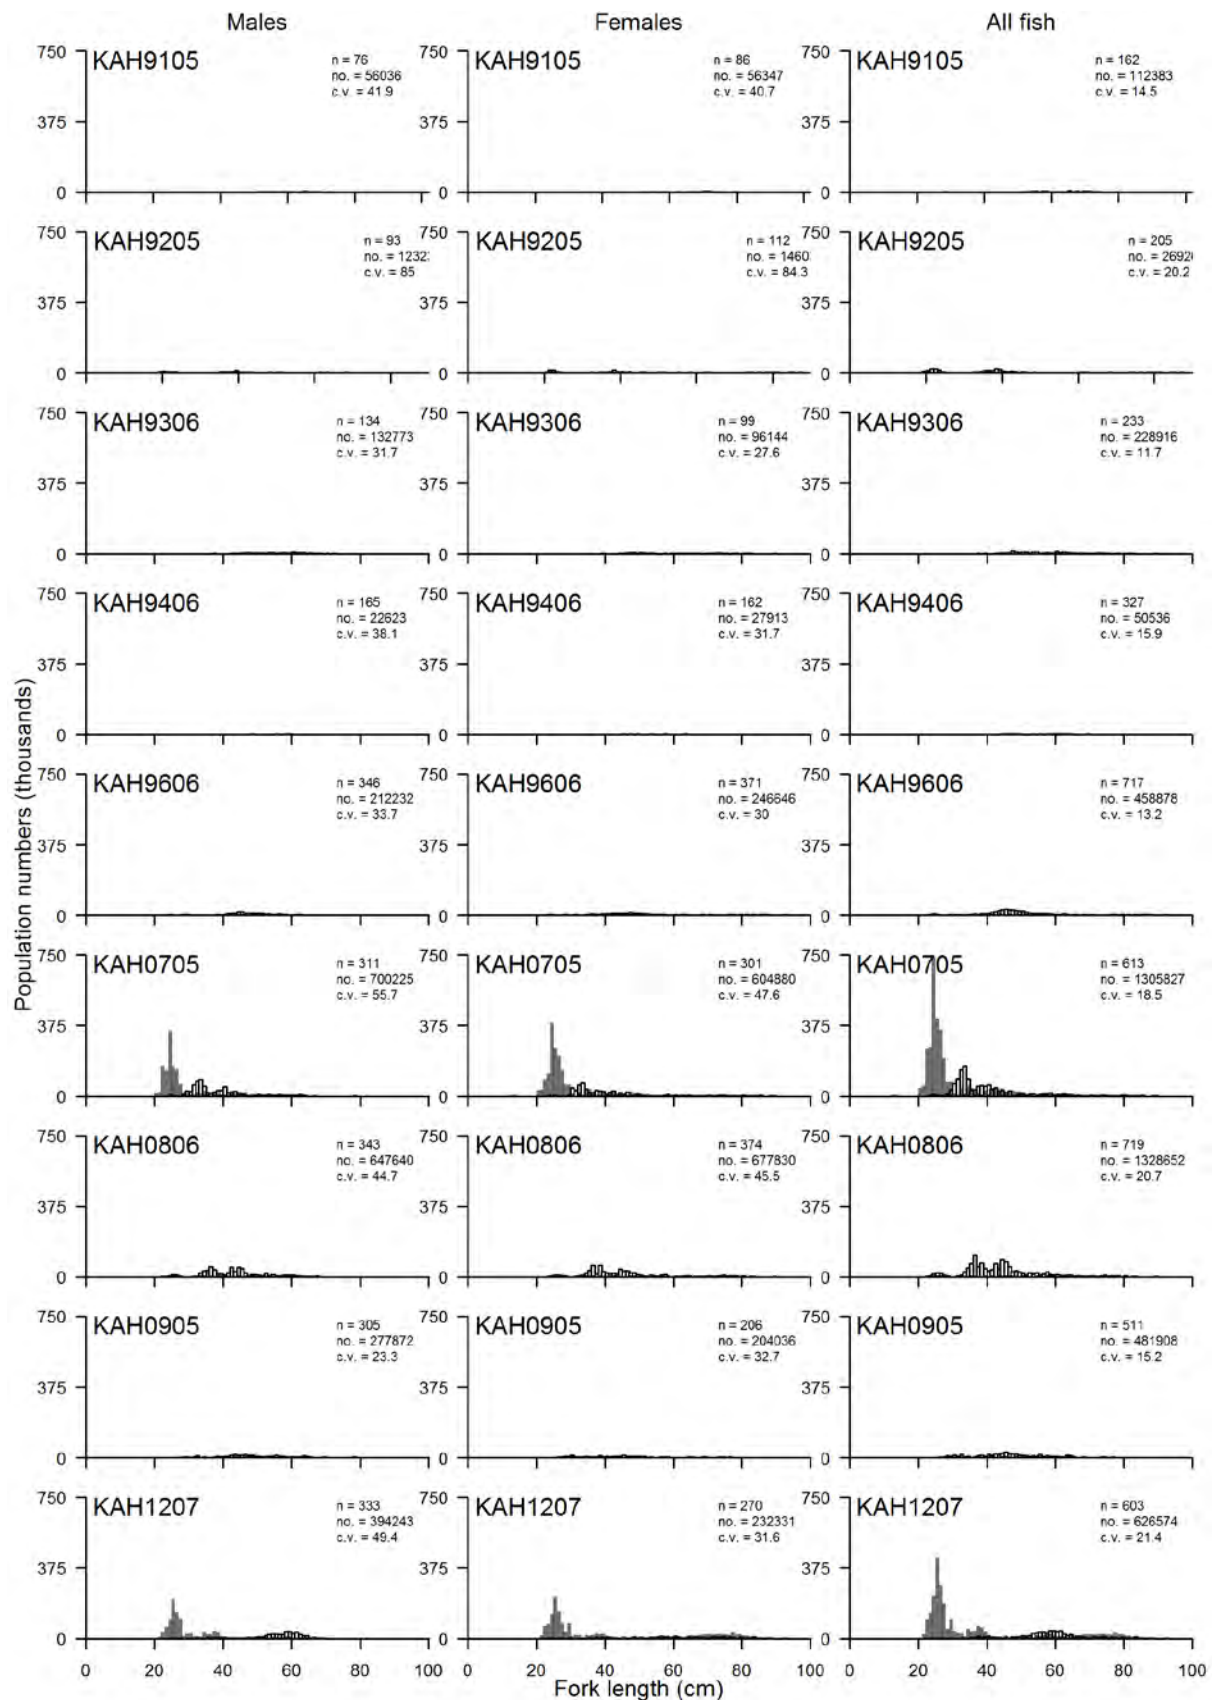 Males Females All fish
Population numbers (thousands)
750 KAH9105 n = 76 750 KAH9105 n = 86 750 KAH9105 n = 162
no. = 56036 no. = 56347 no. = 112383
c.v. = 41.9 c.v. = 40.7 c.v. = 14.5
375 375 375
0 0 0
750 KAH9205 n = 93 750 KAH9205 n = 112 750 KAH9205 n = 205
no. = 1232 no. = 1460 no. = 2692
c.v. = 85 c.v. = 84.3 c.v. = 20.2
375 375 375
0 0 0
750 KAH9306 n = 134 750 KAH9306 n = 99 750 KAH9306 n = 233
no. = 132773 no. = 96144 no. = 228916
c.v. = 31.7 c.v. = 27.6 c.v. = 11.7
375 375 375
0 0 0
750 KAH9406 n = 165 750 KAH9406 n = 162 750 KAH9406 n = 327
no. = 22623 no. = 27913 no. = 50536
c.v. = 38.1 c.v. = 31.7 c.v. = 15.9
375 375 375
0 0 0
750 KAH9606 n = 346 750 KAH9606 n = 371 750 KAH9606 n = 717
no. = 212232 no. = 246646 no. = 458878
c.v. = 33.7 c.v. = 30 c.v. = 13.2
375 375 375
0 0 0
750 KAH0705 n = 311 750 KAH0705 n = 301 750 KAH0705 n = 613
no. = 700225 no. = 604880 no. = 1305827
c.v. = 55.7 c.v. = 47.6 c.v. = 18.5
375 375 375
0 0 0
750 KAH0806 n = 343 750 KAH0806 n = 374 750 KAH0806 n = 719
no. = 647640 no. = 677830 no. = 1328652
c.v. = 44.7 c.v. = 45.5 c.v. = 20.7
375 375 375
0 0 0
750 KAH0905 n = 305 750 KAH0905 n = 206 750 KAH0905 n = 511
no. = 277872 no. = 204036 no. = 481908
c.v. = 23.3 c.v. = 32.7 c.v. = 15.2
375 375 375
0 0 0
750 KAH1207 n = 333 750 KAH1207 n = 270 750 KAH1207 n = 603
no. = 394243 no. = 232331 no. = 626574
c.v. = 49.4 c.v. = 31.6 c.v. = 21.4
375 375 375
0 0 0
0 20 40 60 80 100 0 20 40 60 80 100 0 20 40 60 80 100
Fork length (cm)